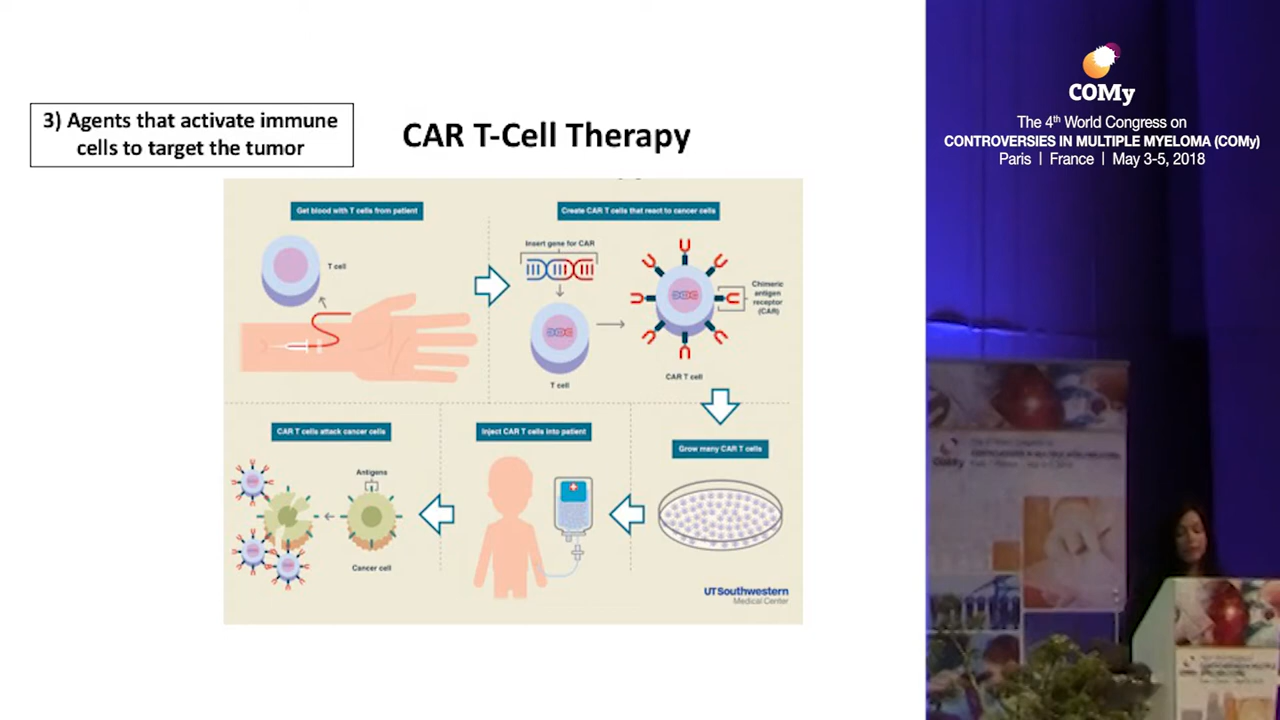 3) Agents that activate immune
cells to target the tumor
CAR T-Cell Therapy
Get blood with T cells from patient
T cell
Create CAR T cells that react to cancer cells
Insert gene for CAR
T cell
Chimeric
antigen
receptor
(CAR)
CAR T cell
Grow many CAR T cells
Inject CAR T cells into patient
CAR T cells attack cancer cells
Antigens
Cancer cell
UT Southwestern
Medical Center
COMy
The 4th World Congress on
CONTROVERSIES IN MULTIPLE MYELOMA (COMy)
Paris | France | May 3-5, 2018
COMy